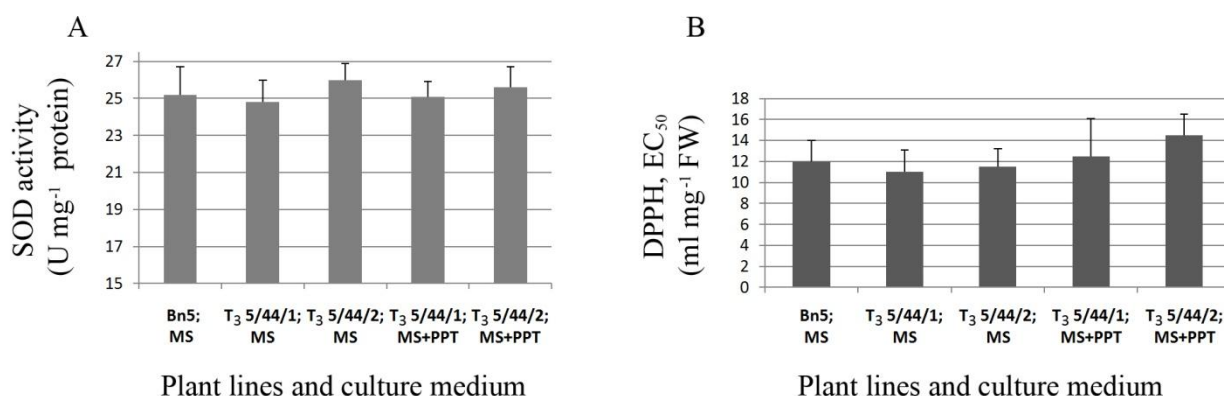 A
SOD activity
(U mg⁻¹ protein)
27
25
23
21
19
17
15
Bn5;
MS
T₃ 5/44/1;
MS
T₃ 5/44/2;
MS
T₃ 5/44/1;
MS+PPT
T₃ 5/44/2;
MS+PPT
Plant lines and culture medium
B
DPPH, EC₅₀
(ml mg⁻¹ FW)
18
16
14
12
10
8
6
4
2
0
Bn5;
MS
T₃ 5/44/1;
MS
T₃ 5/44/2;
MS
T₃ 5/44/1;
MS+PPT
T₃ 5/44/2;
MS+PPT
Plant lines and culture medium